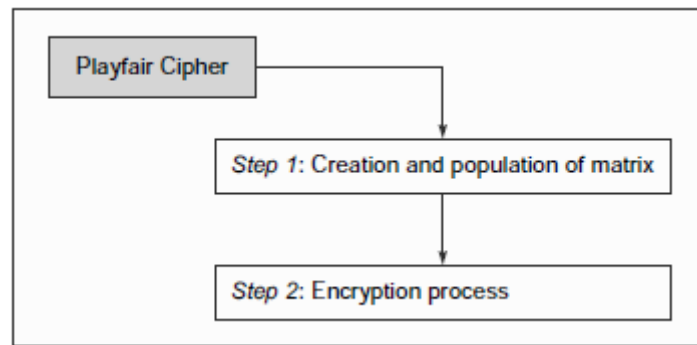 Playfair Cipher
Step 1: Creation and population of matrix
Step 2: Encryption process